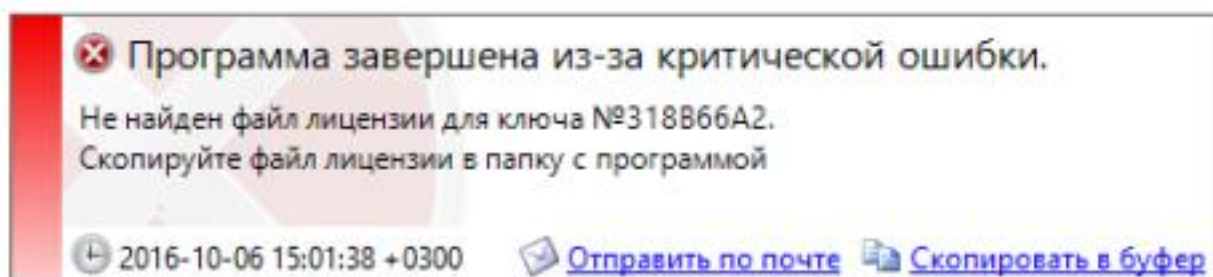 Программа завершена из-за критической ошибки.
Не найден файл лицензии для ключа №318B66A2.
Скопируйте файл лицензии в папку с программой
2016-10-06 15:01:38 +0300 Отправить по почте Скопировать в буфер